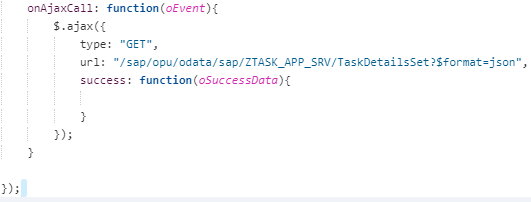 onAjaxCall: function(oEvent){
$.ajax({
type: "GET",
url: "/sap/opu/odata/sap/ZTASK_APP_SRV/TaskDetailsSet?$format=json",
success: function(oSuccessData){
}
});
}
});